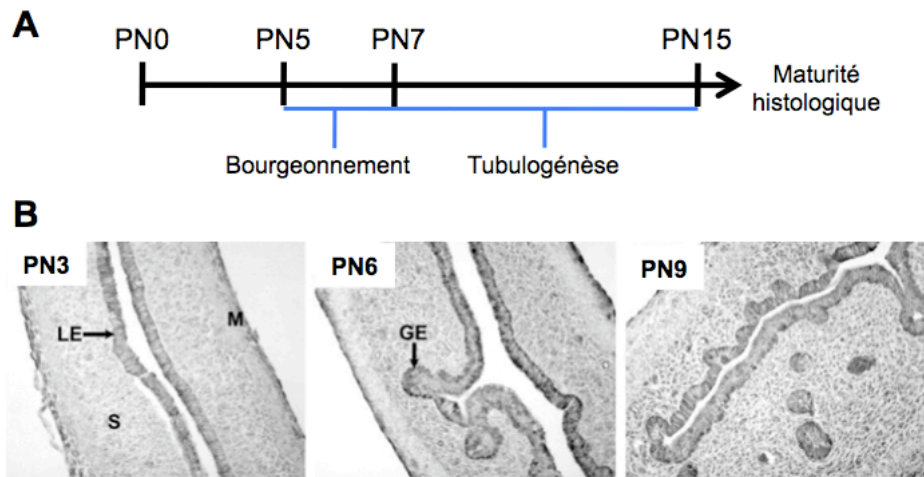 A
PN0 PN5 PN7 PN15
Maturité
histologique
Bourgeonnement Tubulogénèse
B
PN3 PN6 PN9
LE M GE
S